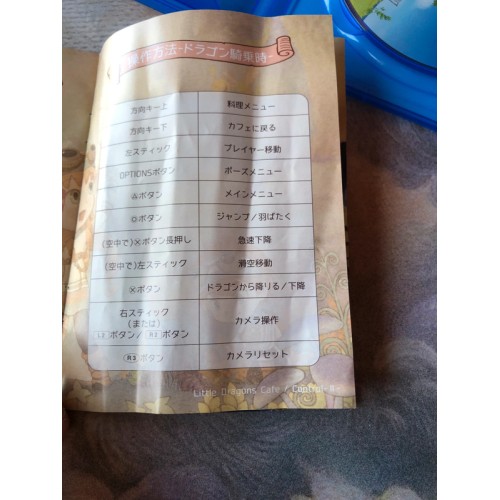 操作方法-ドラゴン騎乗時-
方向キー上 料理メニュー
方向キー下 カフェに戻る
左スティック プレイヤー移動
OPTIONSボタン ポーズメニュー
ボタン メインメニュー
ボタン ジャンプ/羽ばたく
(空中で)ⓧボタン長押し 急速下降
(空中で)左スティック 滑空移動
ⓧボタン ドラゴンから降りる/下降
右スティック
(または)
ボタン/ ボタン カメラ操作
R3 ボタン カメラリセット
Little Dragons Cafe / Control